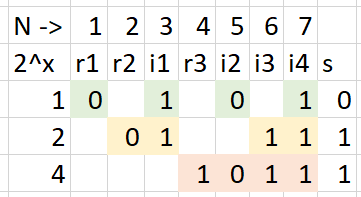 N -> 1 2 3 4 5 6 7
2^x r1 r2 i1 r3 i2 i3 i4 s
1 0 1 0 1 0
2 0 1 1 1 1
4 1 0 1 1 1